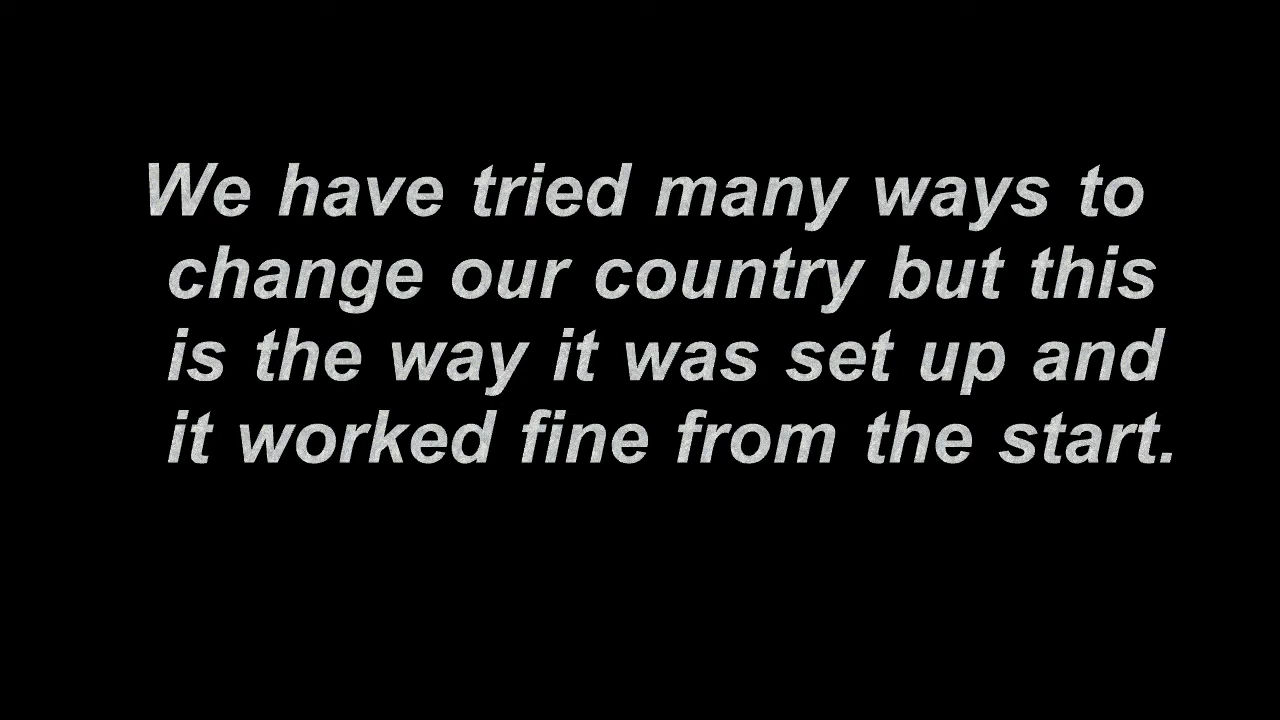 We have tried many ways to
change our country but this
is the way it was set up and
it worked fine from the start.